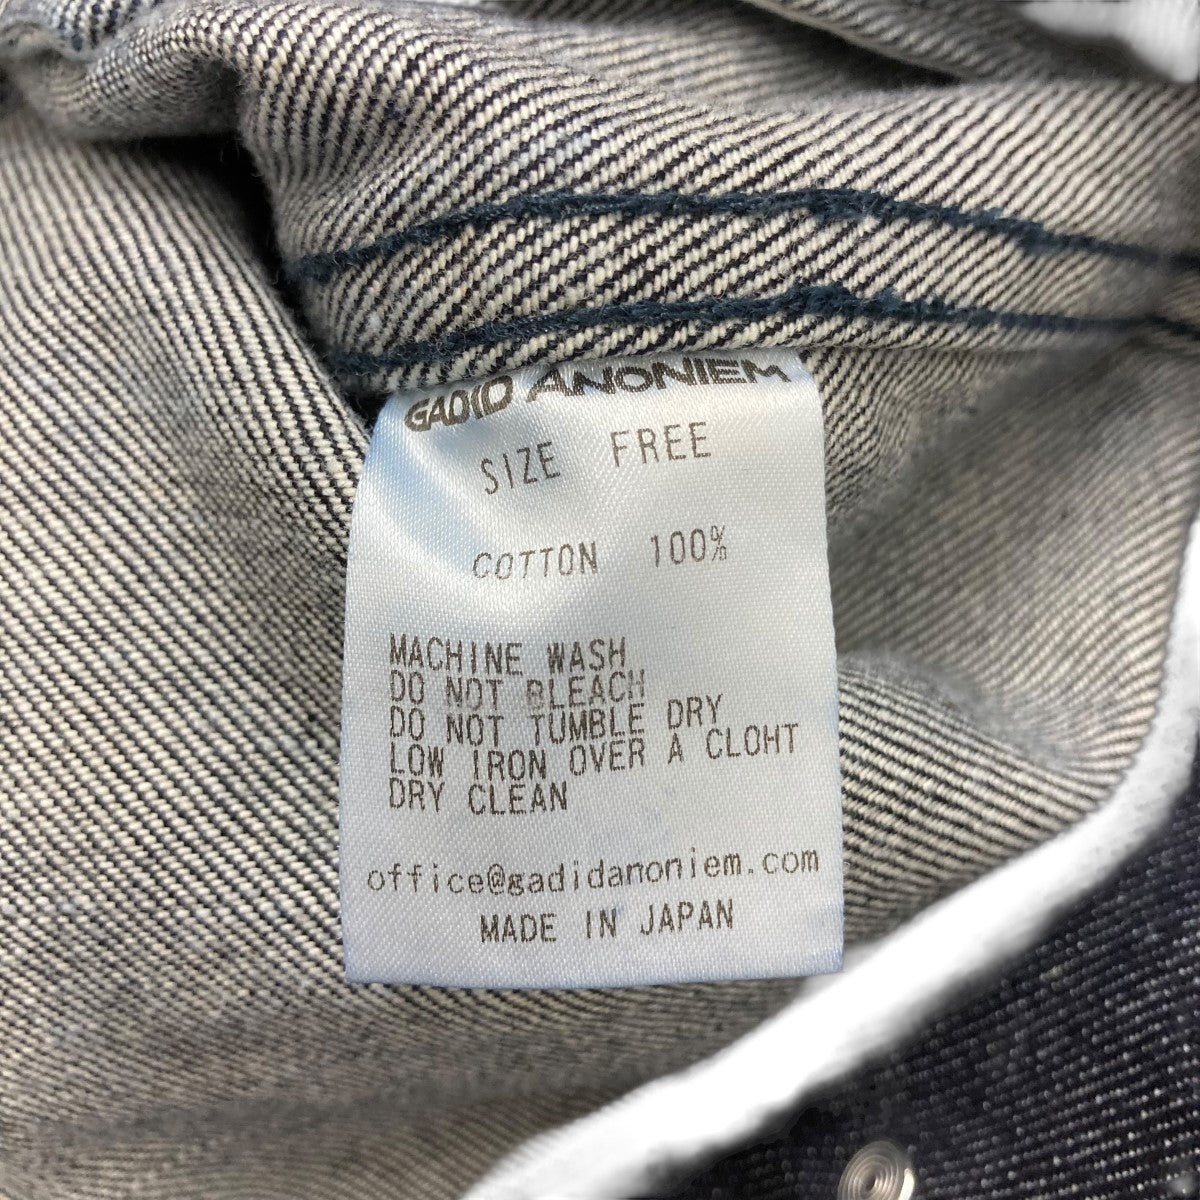 GADID ANONIEM
SIZE FREE
COTTON 100%
MACHINE WASH
DO NOT BLEACH
DO NOT TUMBLE DRY
LOW IRON OVER A CLOHT
DRY CLEAN
office@gadidanoniem.com
MADE IN JAPAN